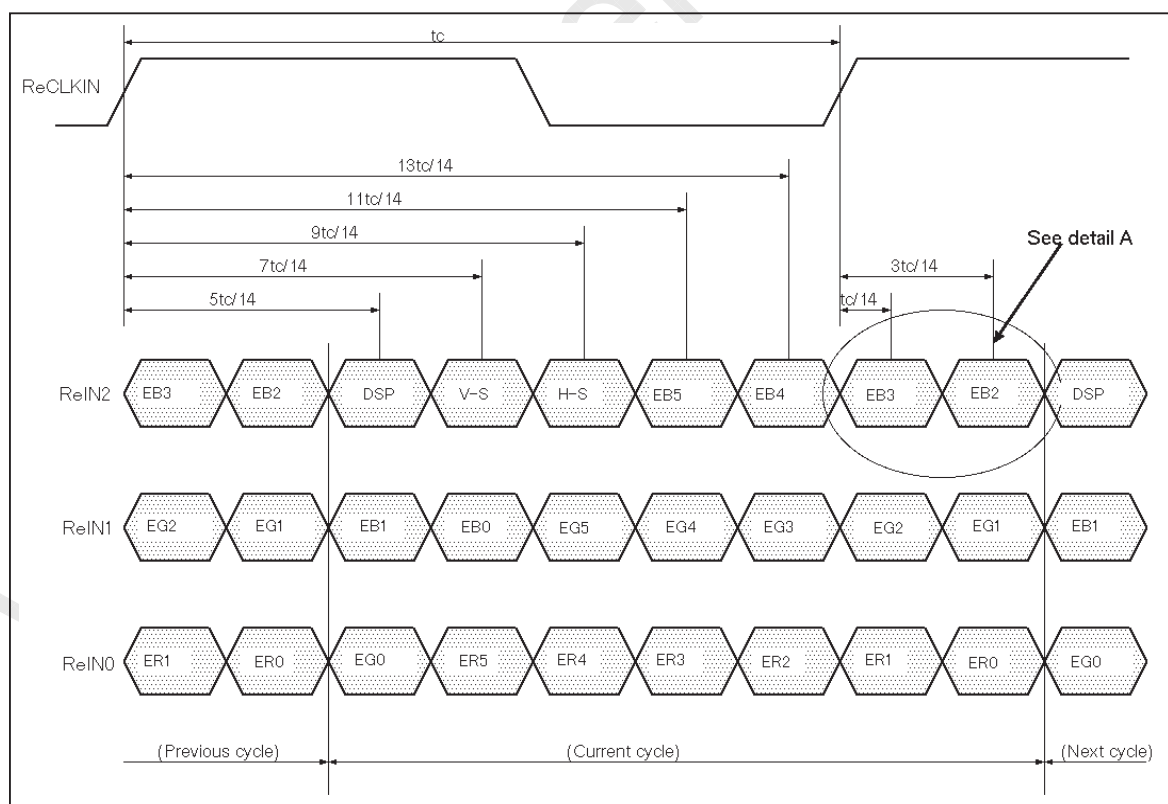 tc
ReCLKIN
13tc/14
11tc/14
9tc/14
See detail A
7tc/14
3tc/14
5tc/14
tc/14
ReIN2 EB3 EB2 DSP V-S H-S EB5 EB4 EB3 EB2 DSP
ReIN1 EG2 EG1 EB1 EB0 EG5 EG4 EG3 EG2 EG1 EB1
ReIN0 ER1 ER0 EG0 ER5 ER4 ER3 ER2 ER1 ER0 EG0
(Previous cycle) (Current cycle) (Next cycle)